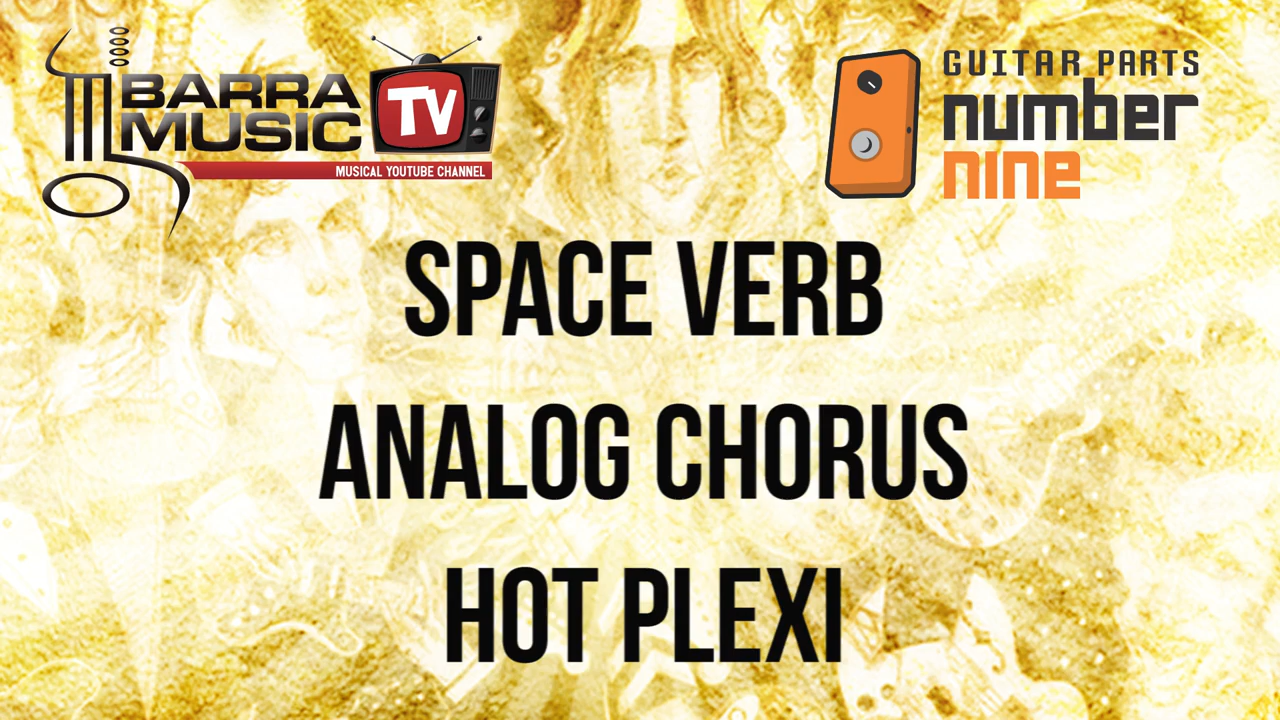 BARRA
MUSIC
TV
MUSICAL YOUTUBE CHANNEL
GUITAR PARTS
number
nine
SPACE VERB
ANALOG CHORUS
HOT PLEXI